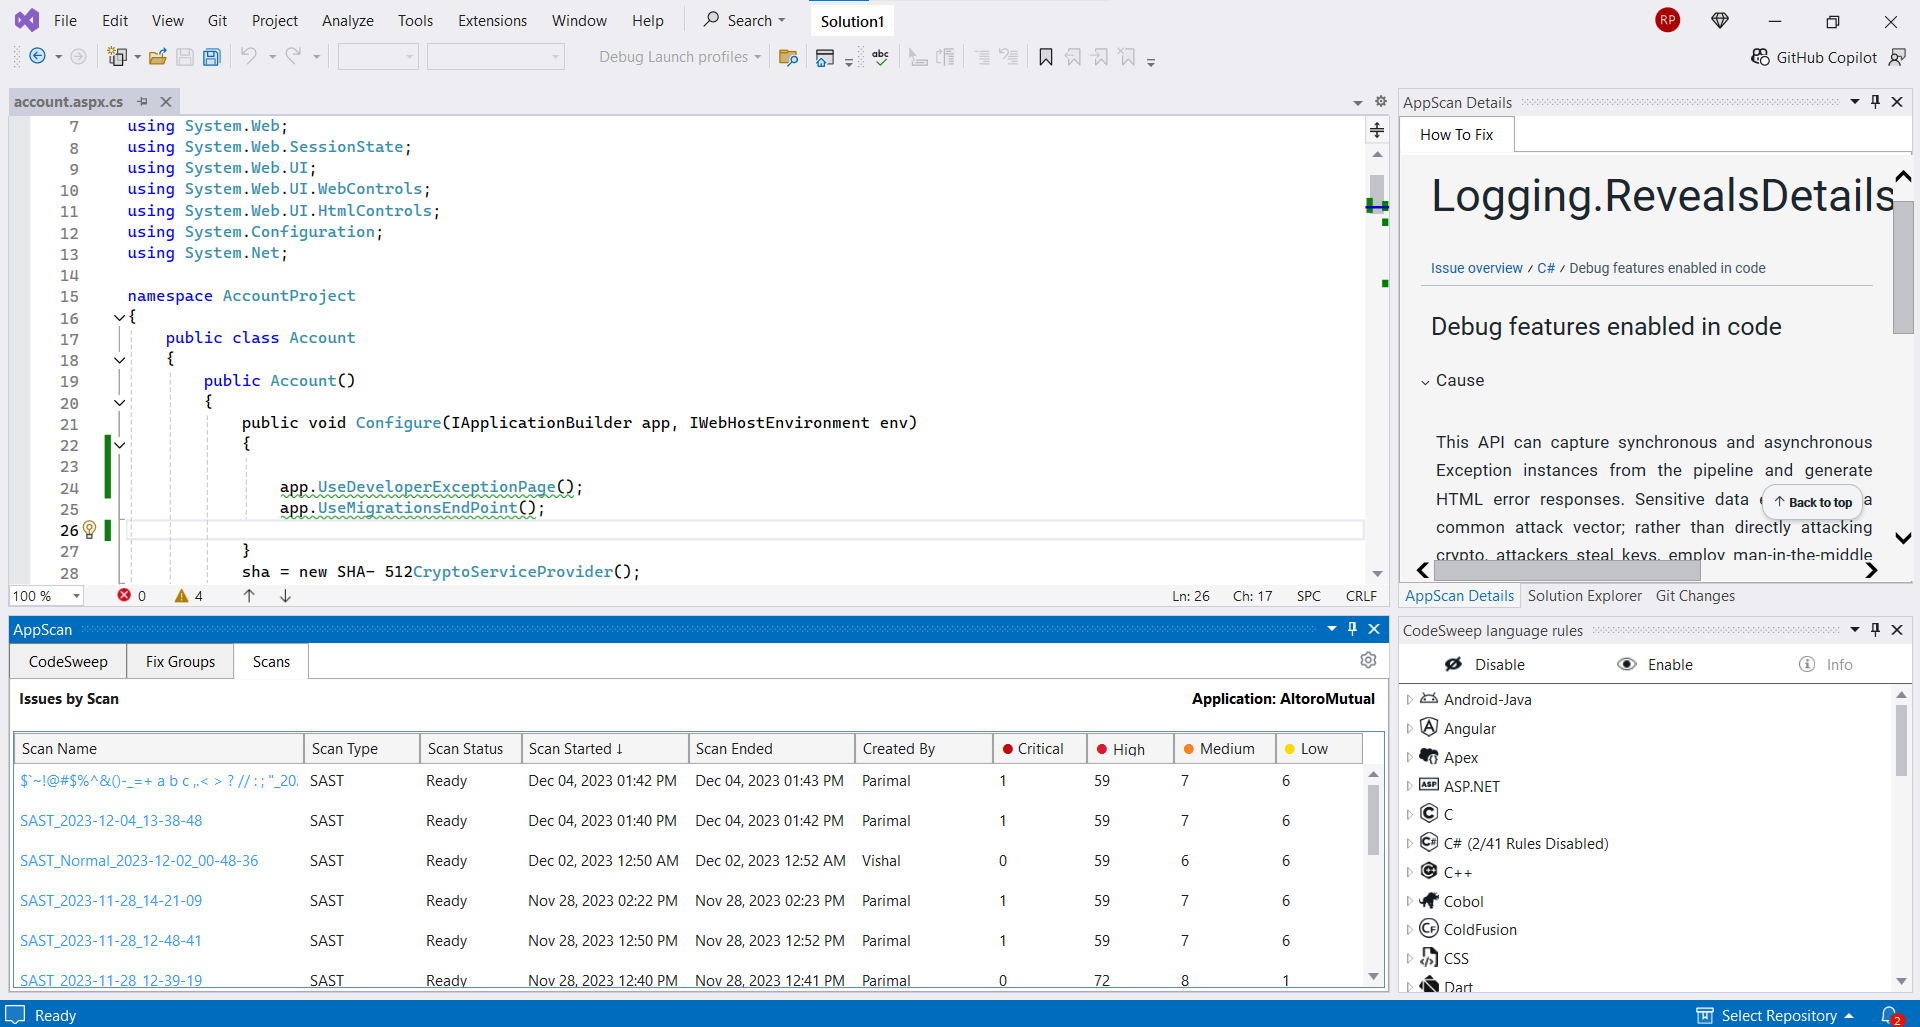 File Edit View Git Project Analyze Tools Extensions Window Help Search Solution1 RP
Debug Launch profiles abc GitHub Copilot
account.aspx.cs
7 using System.Web;
8 using System.Web.SessionState;
9 using System.Web.UI;
10 using System.Web.UI.WebControls;
11 using System.Web.UI.HtmlControls;
12 using System.Configuration;
13 using System.Net;
14
15 namespace AccountProject
16 {
17 public class Account
18 {
19 public Account()
20 {
21 public void Configure(IApplicationBuilder app, IWebHostEnvironment env)
22 {
23
24 app.UseDeveloperExceptionPage();
25 app.UseMigrationsEndPoint();
26
27 }
28 sha = new SHA- 512CryptoServiceProvider();
100 % 0 4 Ln: 26 Ch: 17 SPC CRLF
AppScan Details
How To Fix
Logging.RevealsDetails
Issue overview / C# / Debug features enabled in code
Debug features enabled in code
Cause
This API can capture synchronous and asynchronous
Exception instances from the pipeline and generate
HTML error responses. Sensitive data e a
↑ Back to top
common attack vector; rather than directly attacking
crypto, attackers steal keys, employ man-in-the-middle
AppScan Details Solution Explorer Git Changes
AppScan
CodeSweep Fix Groups Scans
Issues by Scan Application: AltoroMutual
Scan Name Scan Type Scan Status Scan Started ↓ Scan Ended Created By Critical High Medium Low
$`~!@#$%^&()-_=+ a b c ,.< > ? // : ; "_202 SAST Ready Dec 04, 2023 01:42 PM Dec 04, 2023 01:43 PM Parimal 1 59 7 6
SAST_2023-12-04_13-38-48 SAST Ready Dec 04, 2023 01:40 PM Dec 04, 2023 01:42 PM Parimal 1 59 7 6
SAST_Normal_2023-12-02_00-48-36 SAST Ready Dec 02, 2023 12:50 AM Dec 02, 2023 12:52 AM Vishal 0 59 6 6
SAST_2023-11-28_14-21-09 SAST Ready Nov 28, 2023 02:22 PM Nov 28, 2023 02:23 PM Parimal 1 59 7 6
SAST_2023-11-28_12-48-41 SAST Ready Nov 28, 2023 12:50 PM Nov 28, 2023 12:52 PM Parimal 1 59 7 6
SAST_2023-11-28_12-39-19 SAST Ready Nov 28, 2023 12:40 PM Nov 28, 2023 12:41 PM Parimal 0 72 8 1
CodeSweep language rules
Disable Enable Info
Android-Java
Angular
Apex
ASP ASP.NET
C
C# (2/41 Rules Disabled)
C++
Cobol
ColdFusion
CSS
Dart
Ready Select Repository 2